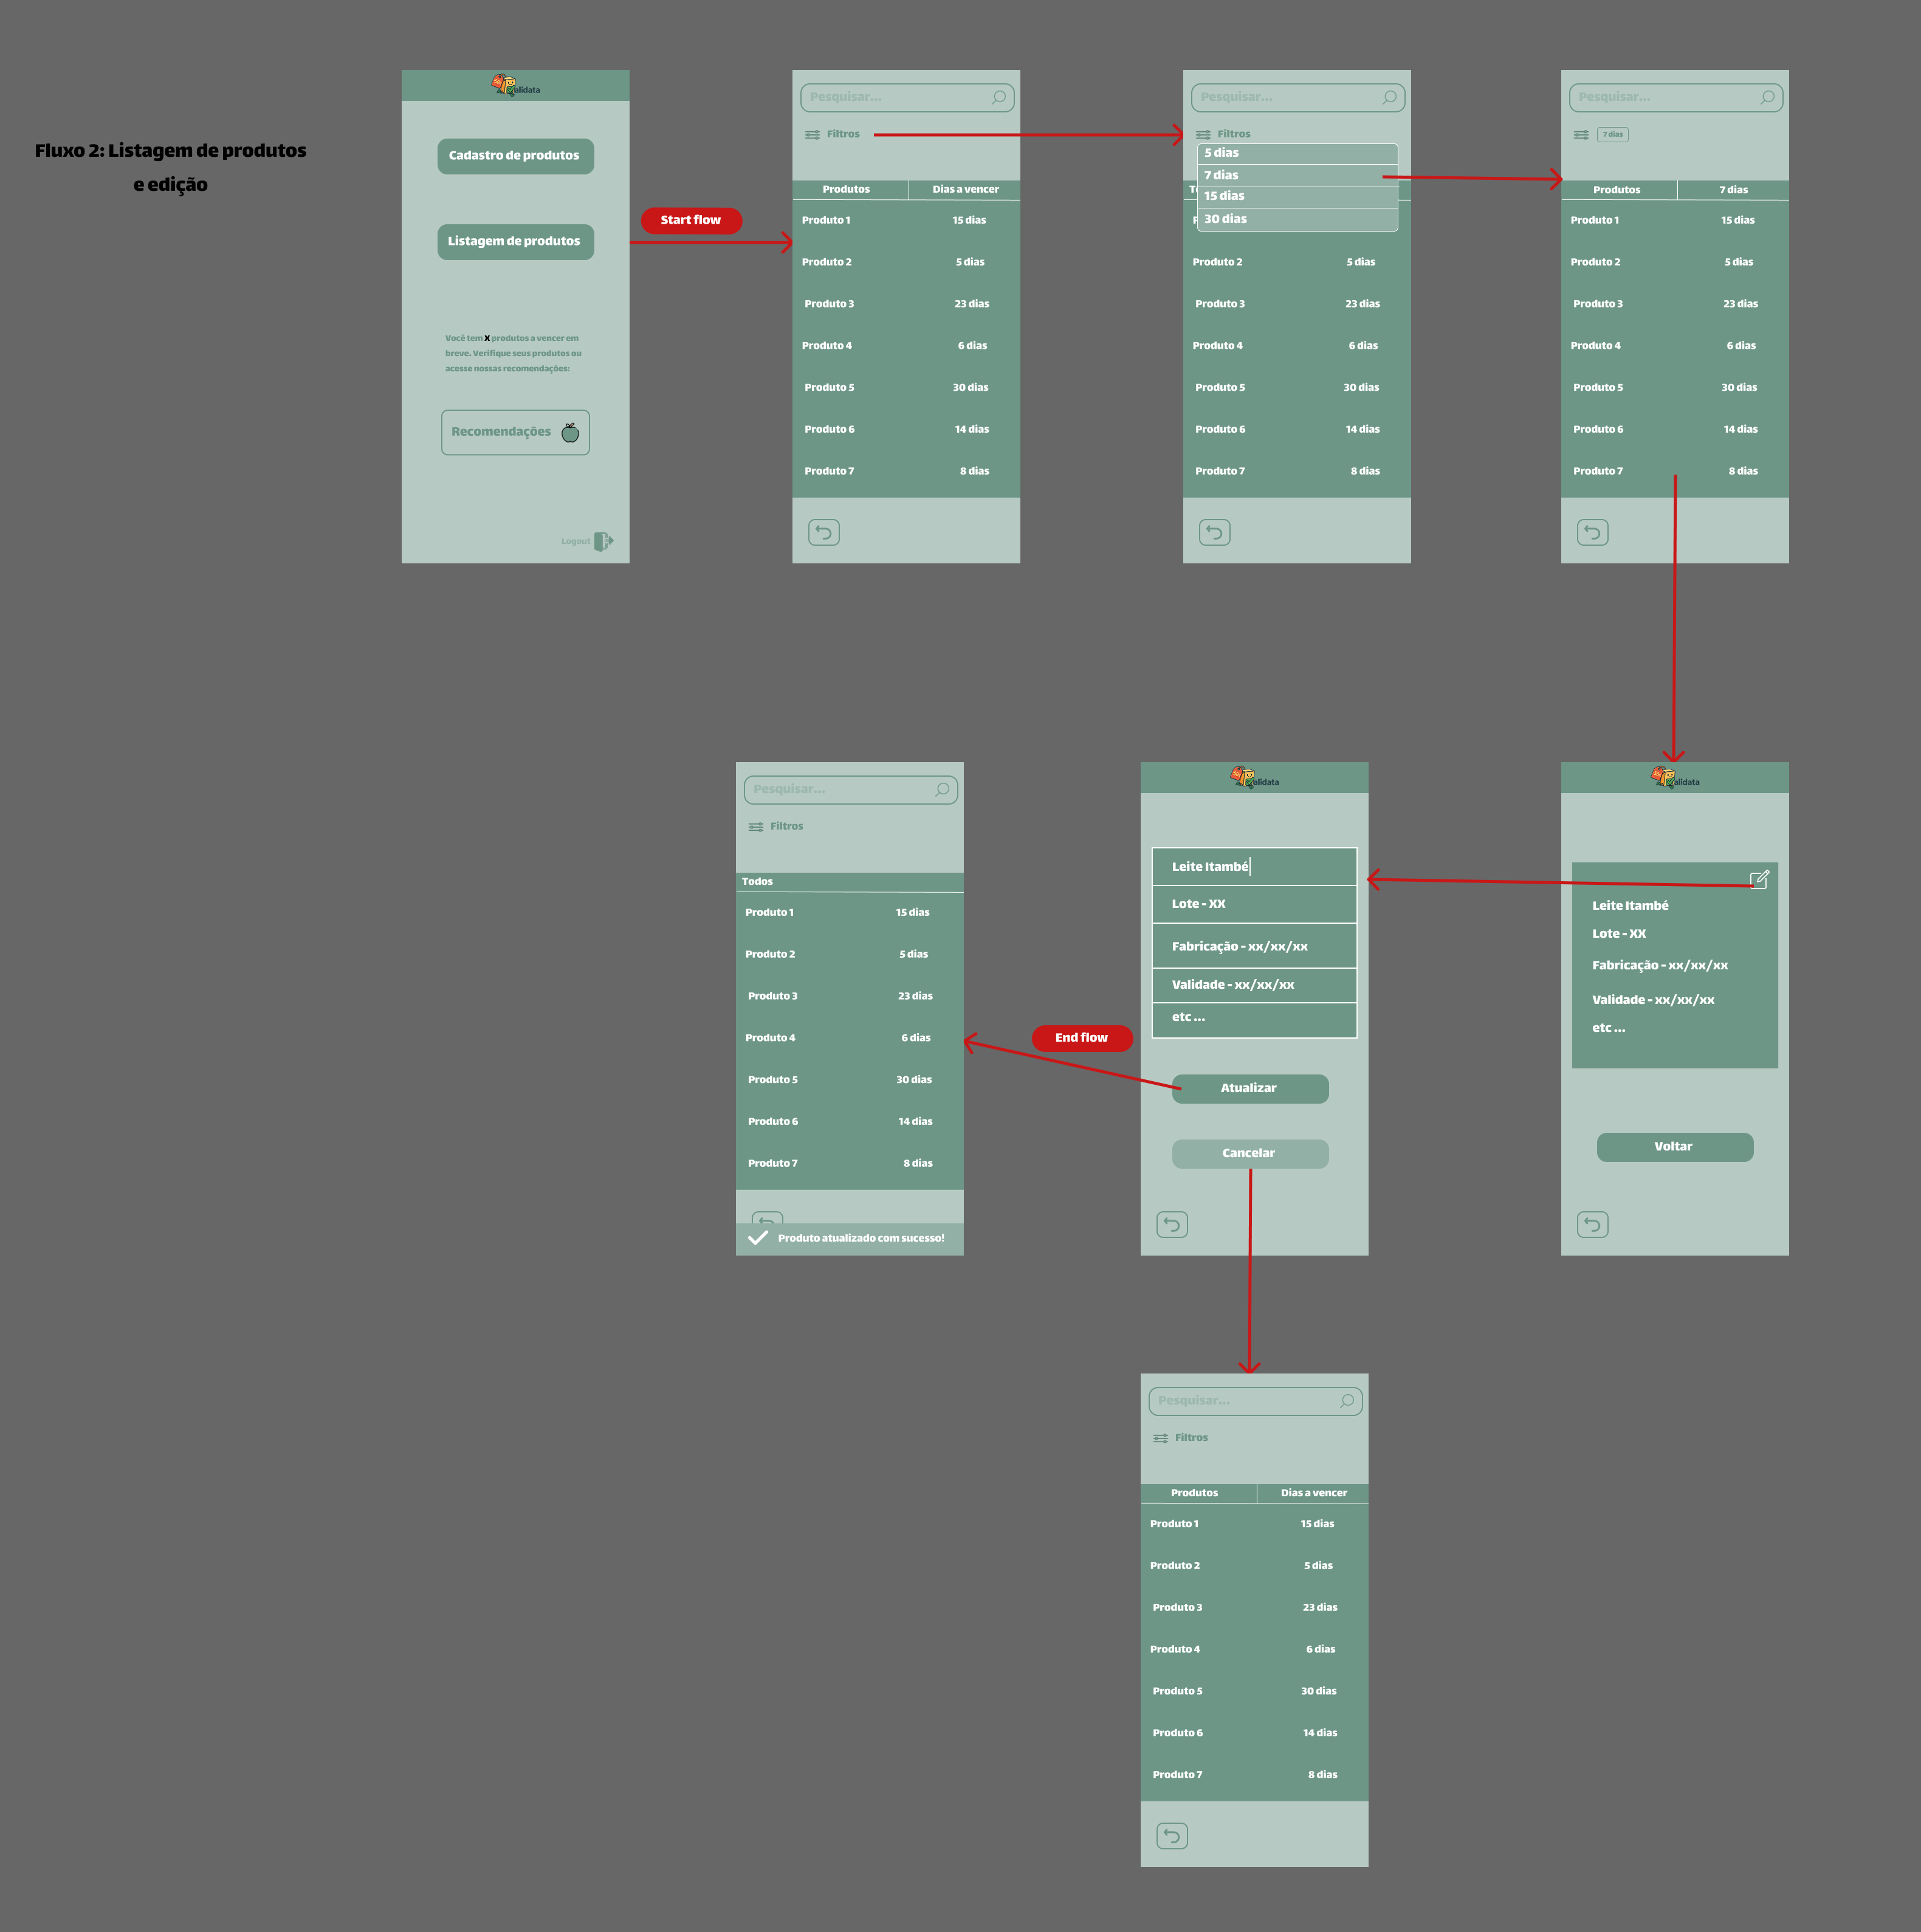 Fluxo 2: Listagem de produtos
e edição
alidata
Cadastro de produtos
Listagem de produtos
Você tem X produtos a vencer em
breve. Verifique seus produtos ou
acesse nossas recomendações:
Recomendações
Logout
Start flow
Pesquisar...
Filtros
Produtos Dias a vencer
Produto 1 15 dias
Produto 2 5 dias
Produto 3 23 dias
Produto 4 6 dias
Produto 5 30 dias
Produto 6 14 dias
Produto 7 8 dias
Pesquisar...
Filtros
5 dias
7 dias
15 dias
30 dias
Produto 2 5 dias
Produto 3 23 dias
Produto 4 6 dias
Produto 5 30 dias
Produto 6 14 dias
Produto 7 8 dias
Pesquisar...
7 dias
Produtos 7 dias
Produto 1 15 dias
Produto 2 5 dias
Produto 3 23 dias
Produto 4 6 dias
Produto 5 30 dias
Produto 6 14 dias
Produto 7 8 dias
alidata
Leite Itambé
Lote - XX
Fabricação - xx/xx/xx
Validade - xx/xx/xx
etc ...
Voltar
alidata
Leite Itambé
Lote - XX
Fabricação - xx/xx/xx
Validade - xx/xx/xx
etc ...
Atualizar
Cancelar
End flow
Pesquisar...
Filtros
Todos
Produto 1 15 dias
Produto 2 5 dias
Produto 3 23 dias
Produto 4 6 dias
Produto 5 30 dias
Produto 6 14 dias
Produto 7 8 dias
Produto atualizado com sucesso!
Pesquisar...
Filtros
Produtos Dias a vencer
Produto 1 15 dias
Produto 2 5 dias
Produto 3 23 dias
Produto 4 6 dias
Produto 5 30 dias
Produto 6 14 dias
Produto 7 8 dias